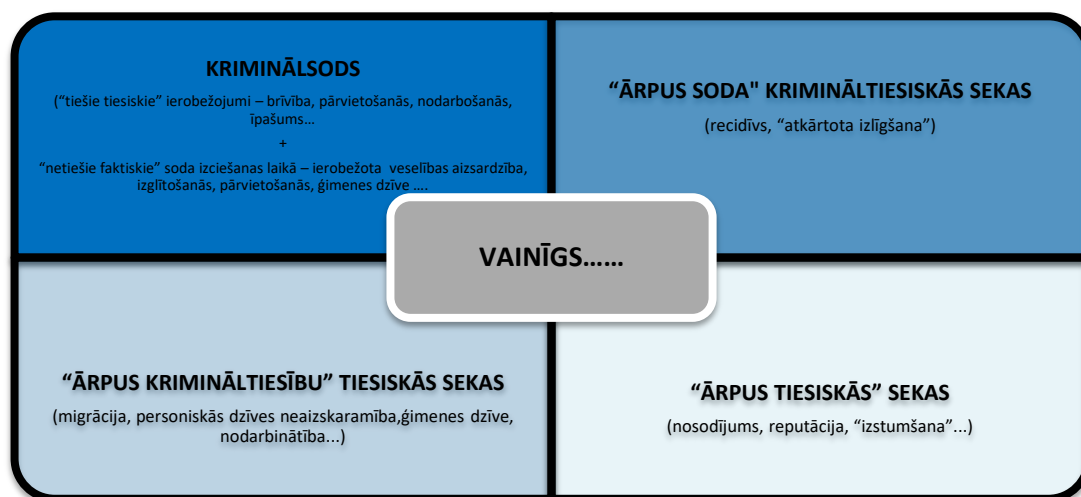 KRIMINĀLSODS
(“tiešie tiesiskie” ierobežojumi – brīvība, pārvietošanās, nodarbošanās,
īpašums…
+
“netiešie faktiskie” soda izciešanas laikā – ierobežota veselības aizsardzība,
izglītošanās, pārvietošanās, ģimenes dzīve ….
“ĀRPUS SODA" KRIMINĀLTIESISKĀS SEKAS
(recidīvs, “atkārtota izlīgšana”)
VAINĪGS……
“ĀRPUS KRIMINĀLTIESĪBU” TIESISKĀS SEKAS
(migrācija, personiskās dzīves neaizskaramība,ģimenes dzīve,
nodarbinātība...)
“ĀRPUS TIESISKĀS” SEKAS
(nosodījums, reputācija, “izstumšana”...)